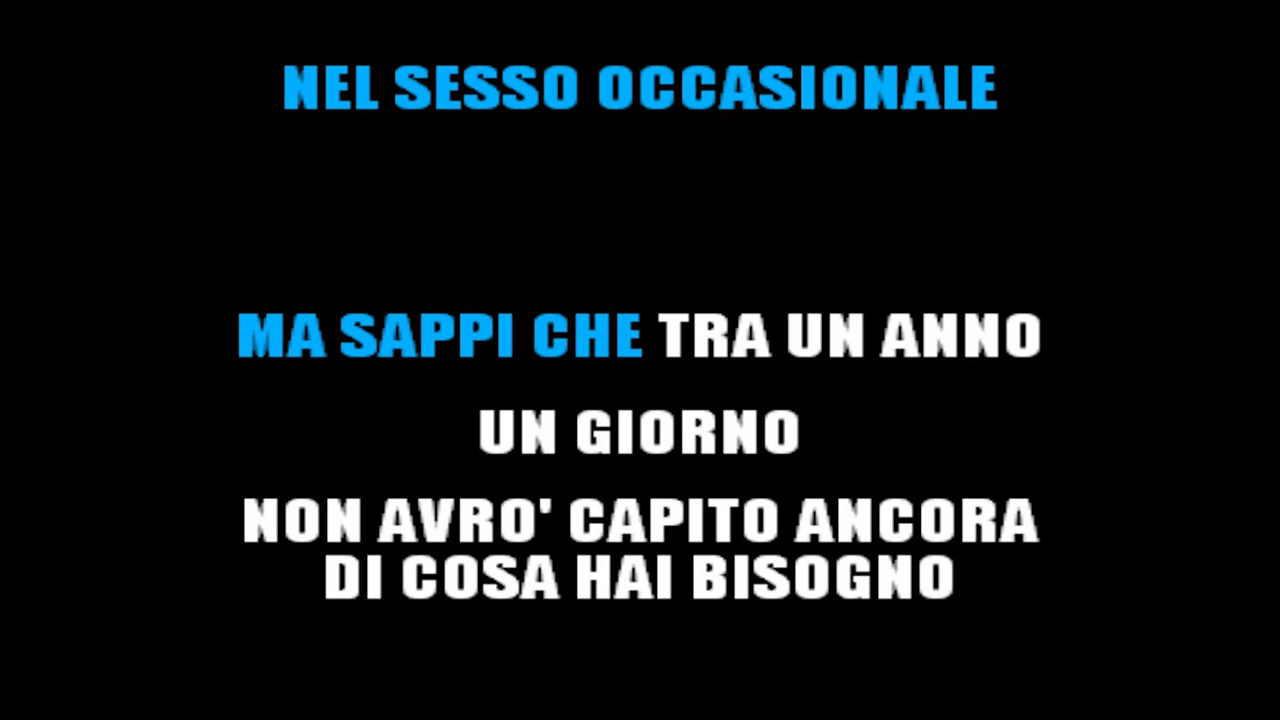 NEL SESSO OCCASIONALE
MA SAPPI CHE TRA UN ANNO
UN GIORNO
NON AVRO' CAPITO ANCORA
DI COSA HAI BISOGNO